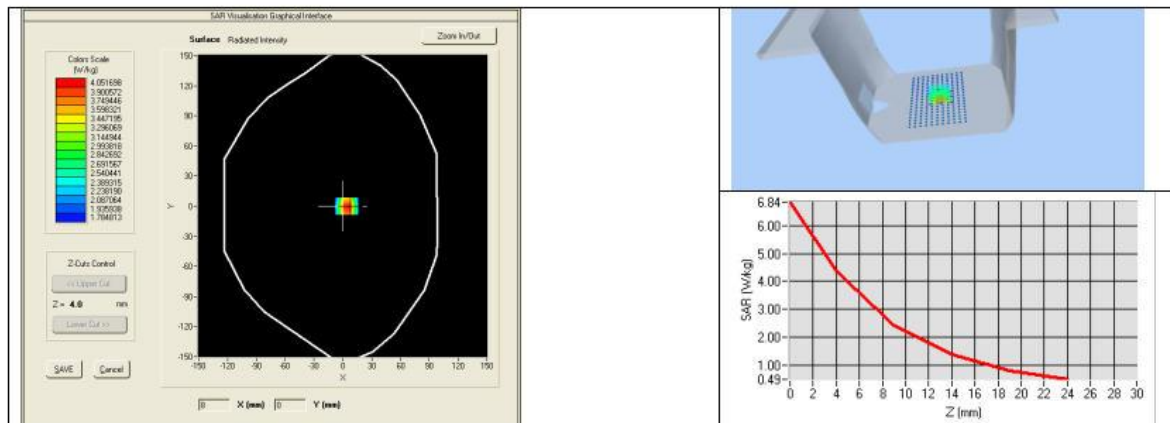 SAR Visualisation Graphical Interface
Surface Radiated Intensity
Zoom In/Out
Colors Scale
(W/kg)
4.051698
3.900572
3.749446
3.598321
3.447195
3.296069
3.144944
2.993818
2.842692
2.691567
2.540441
2.389315
2.238190
2.087064
1.935938
1.784813
150
120
90
60
30
0
-30
-60
-90
-120
-150
Y
-150 -120 -90 -60 -30 0 30 60 90 120 150
X
Z-Cuts Control
<< Upper Cut
Z = 4.0 mm
Lower Cut >>
SAVE Cancel
X (mm) 0 Y (mm)
6.84
6.00
5.00
4.00
3.00
2.00
1.00
0.49
SAR (W/kg)
0 2 4 6 8 10 12 14 16 18 20 22 24 26 28 30
Z (mm)